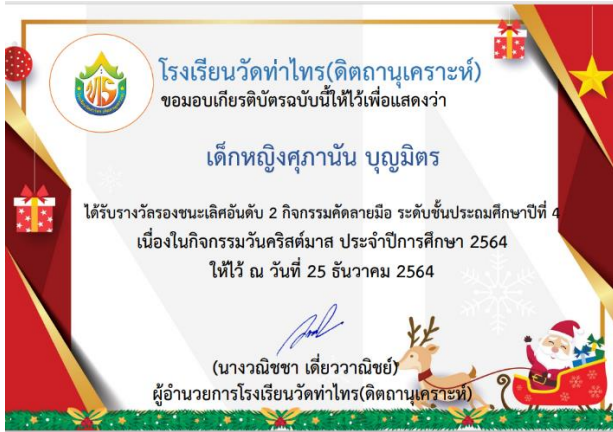 โรงเรียนวัดท่าไทร(ดิตถานุเคราะห์)
ขอมอบเกียรติบัตรฉบับนี้ให้ไว้เพื่อแสดงว่า
เด็กหญิงศุภานัน บุญมิตร
ได้รับรางวัลรองชนะเลิศอันดับ 2 กิจกรรมคัดลายมือ ระดับชั้นประถมศึกษาปีที่ 4
เนื่องในกิจกรรมวันคริสต์มาส ประจำปีการศึกษา 2564
ให้ไว้ ณ วันที่ 25 ธันวาคม 2564
(นางวณิชชา เดี่ยววาณิชย์)
ผู้อำนวยการโรงเรียนวัดท่าไทร(ดิตถานุเคราะห์)